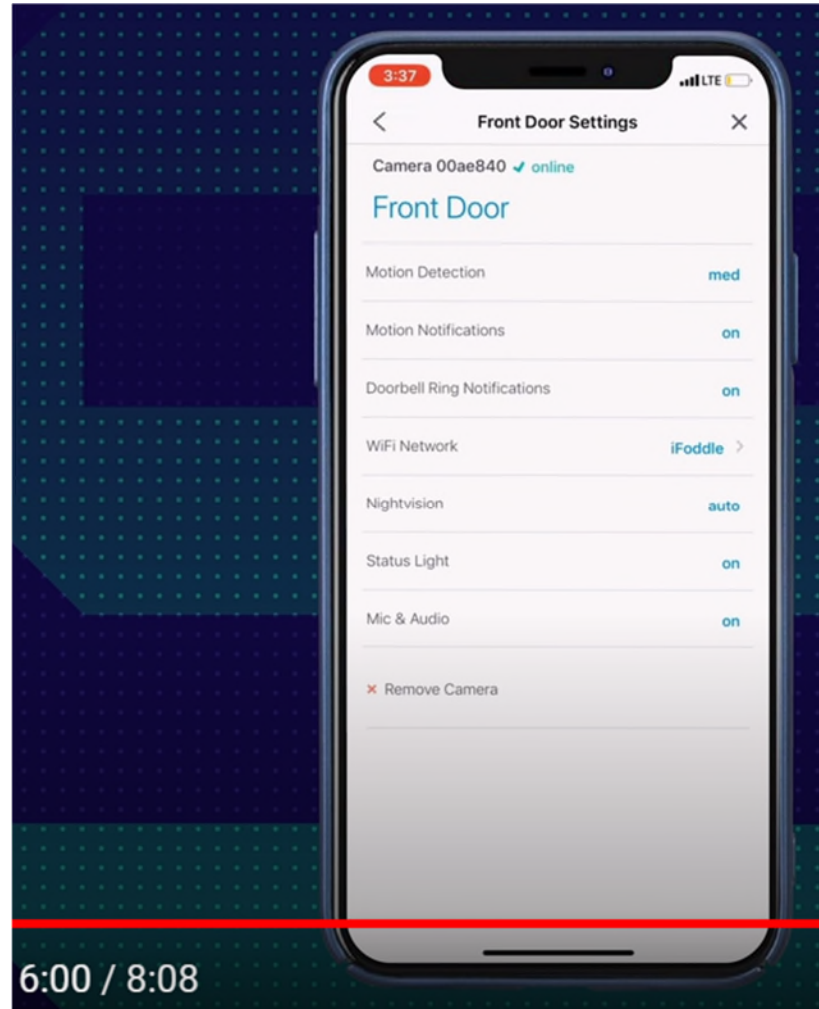 3:37 LTE
Front Door Settings
Camera 00ae840 online
Front Door
Motion Detection med
Motion Notifications on
Doorbell Ring Notifications on
WiFi Network iFoddle
Nightvision auto
Status Light on
Mic & Audio on
Remove Camera
6:00 / 8:08